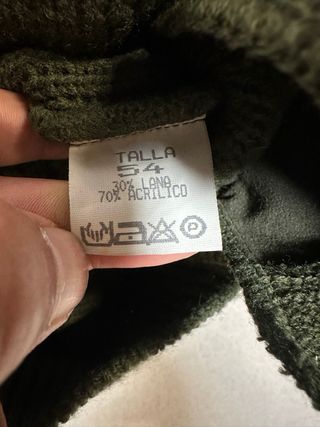 TALLA
54
30% LANA
70% ACRILICO
P